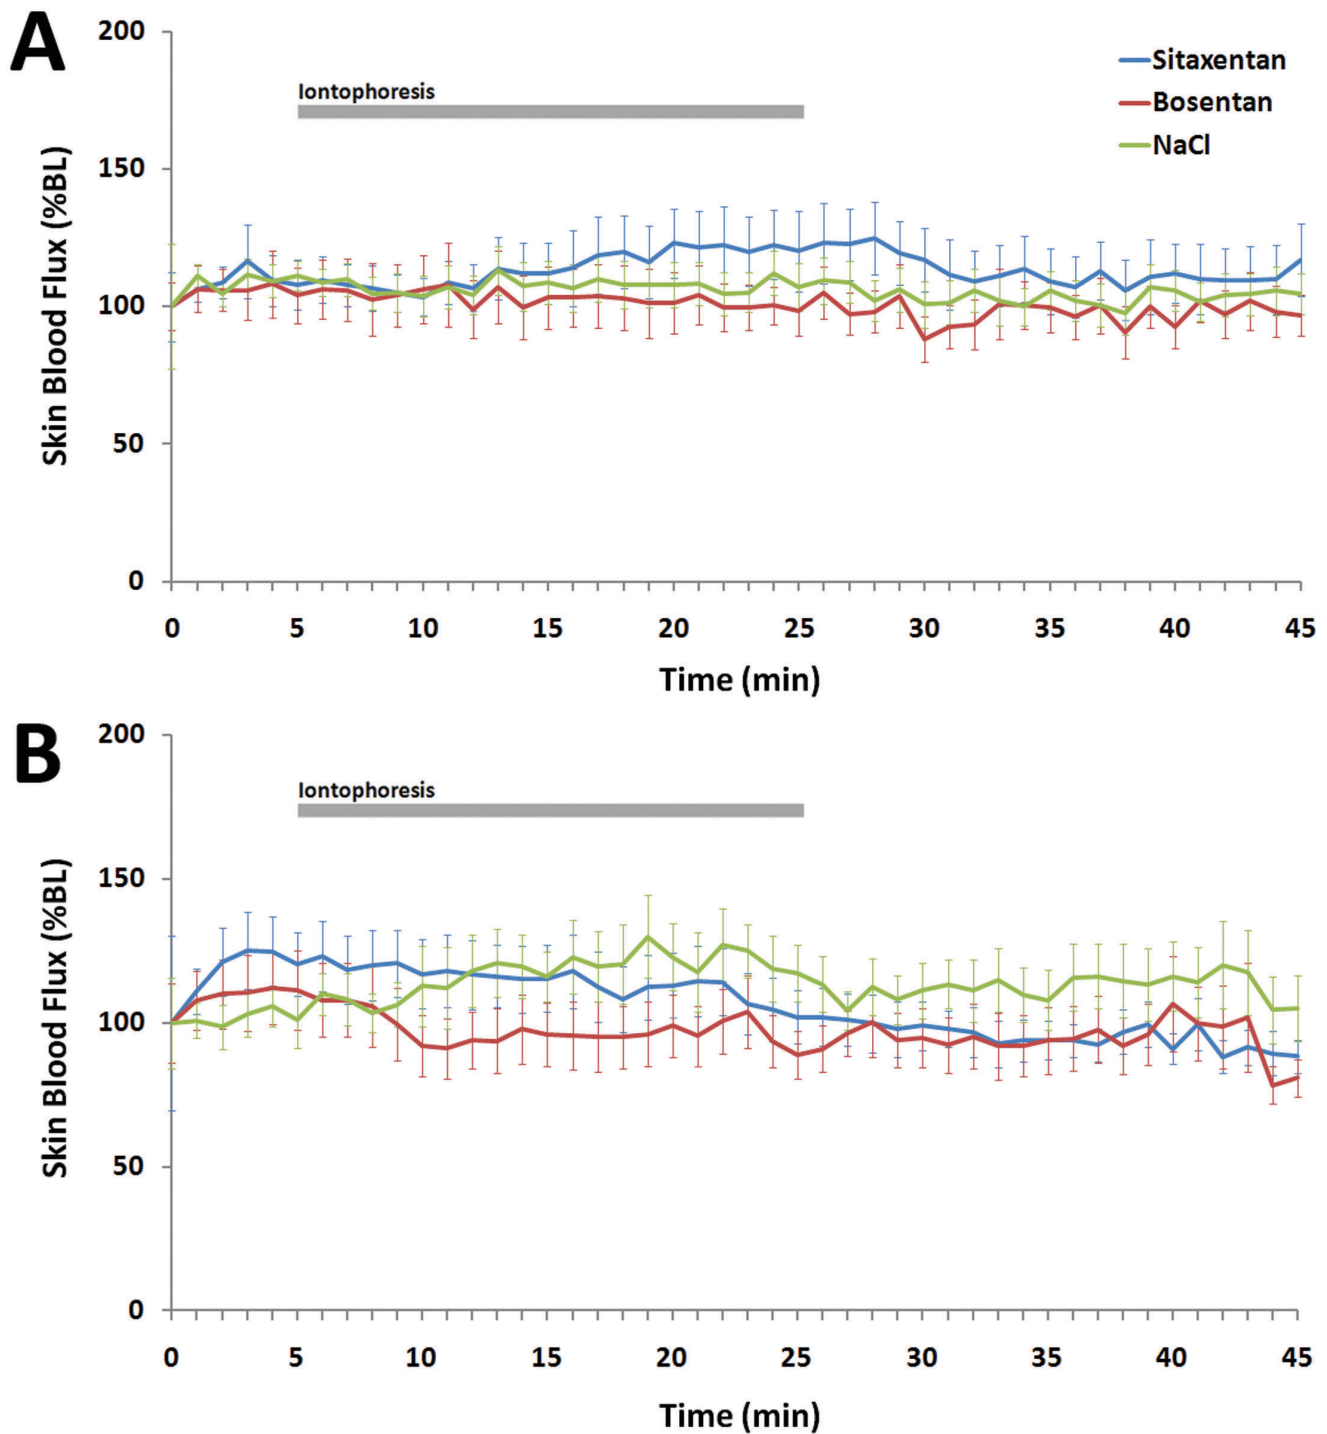 A
200
150
100
50
0
Skin Blood Flux (%BL)
Iontophoresis
Sitaxentan
Bosentan
NaCl
0 5 10 15 20 25 30 35 40 45
Time (min)
B
200
150
100
50
0
Skin Blood Flux (%BL)
Iontophoresis
0 5 10 15 20 25 30 35 40 45
Time (min)